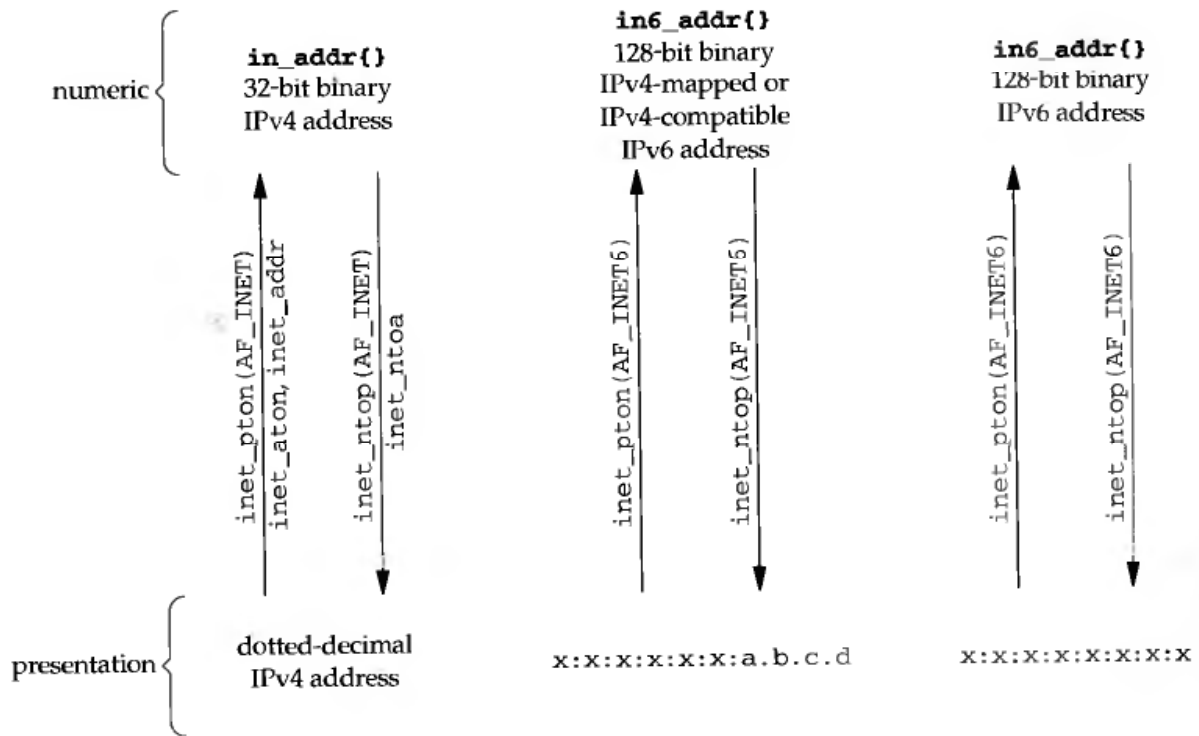 numeric
in_addr{}
32-bit binary
IPv4 address
in6_addr{}
128-bit binary
IPv4-mapped or
IPv4-compatible
IPv6 address
in6_addr{}
128-bit binary
IPv6 address
inet_pton(AF_INET)
inet_aton, inet_addr
inet_ntop(AF_INET)
inet_ntoa
inet_pton(AF_INET6)
inet_ntop(AF_INET6)
inet_pton(AF_INET6)
inet_ntop(AF_INET6)
presentation
dotted-decimal
IPv4 address
x:x:x:x:x:x:a.b.c.d
x:x:x:x:x:x:x:x